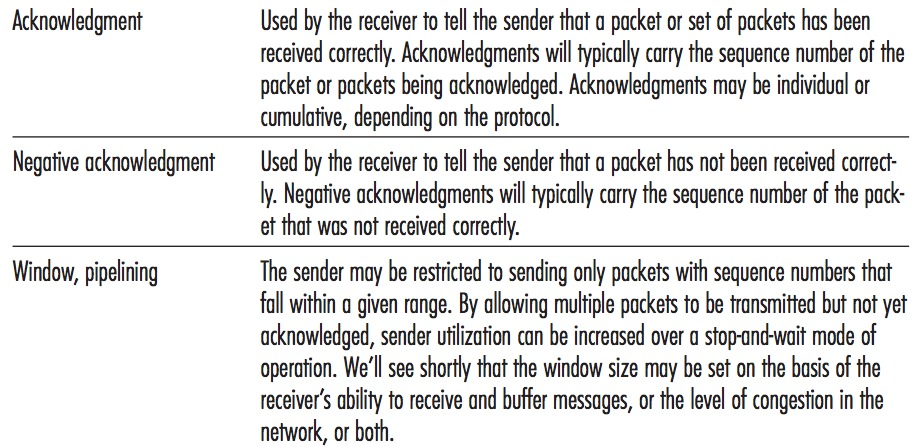 Acknowledgment
Used by the receiver to tell the sender that a packet or set of packets has been
received correctly. Acknowledgments will typically carry the sequence number of the
packet or packets being acknowledged. Acknowledgments may be individual or
cumulative, depending on the protocol.
Negative acknowledgment
Used by the receiver to tell the sender that a packet has not been received correct-
ly. Negative acknowledgments will typically carry the sequence number of the pack-
et that was not received correctly.
Window, pipelining
The sender may be restricted to sending only packets with sequence numbers that
fall within a given range. By allowing multiple packets to be transmitted but not yet
acknowledged, sender utilization can be increased over a stop-and-wait mode of
operation. We’ll see shortly that the window size may be set on the basis of the
receiver’s ability to receive and buffer messages, or the level of congestion in the
network, or both.